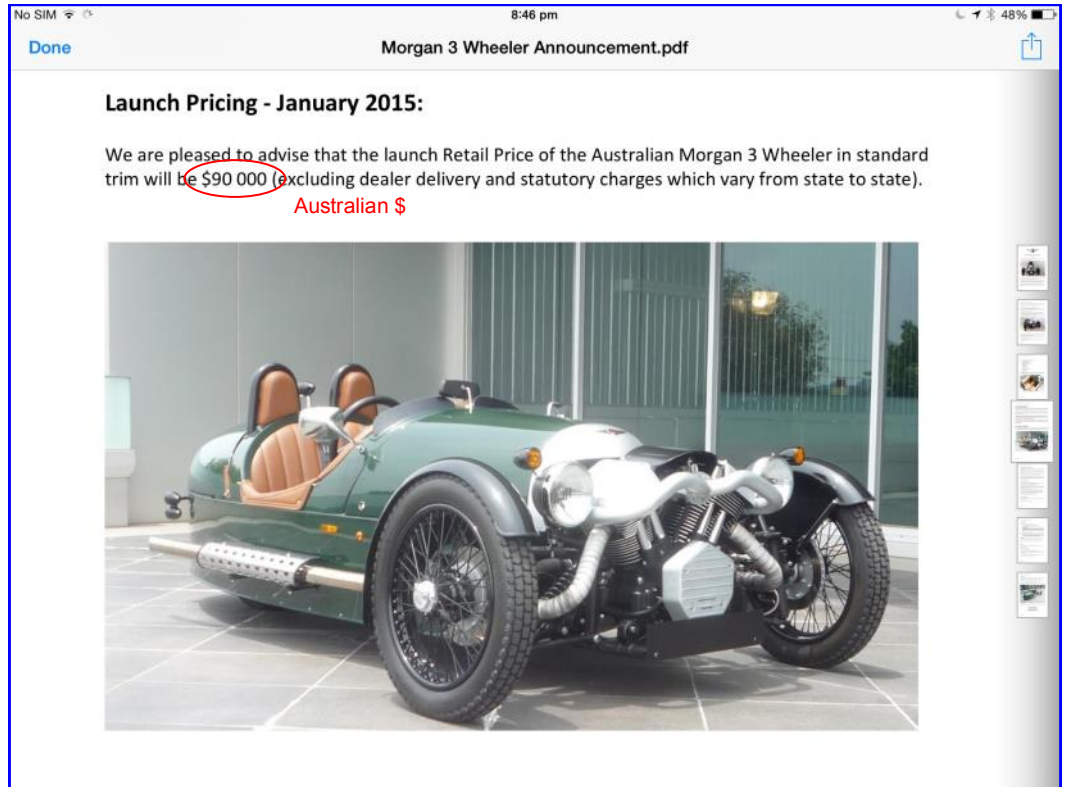 No SIM 8:46 pm 48%
Done Morgan 3 Wheeler Announcement.pdf
Launch Pricing - January 2015:
We are pleased to advise that the launch Retail Price of the Australian Morgan 3 Wheeler in standard
trim will be $90 000 (excluding dealer delivery and statutory charges which vary from state to state).
Australian $